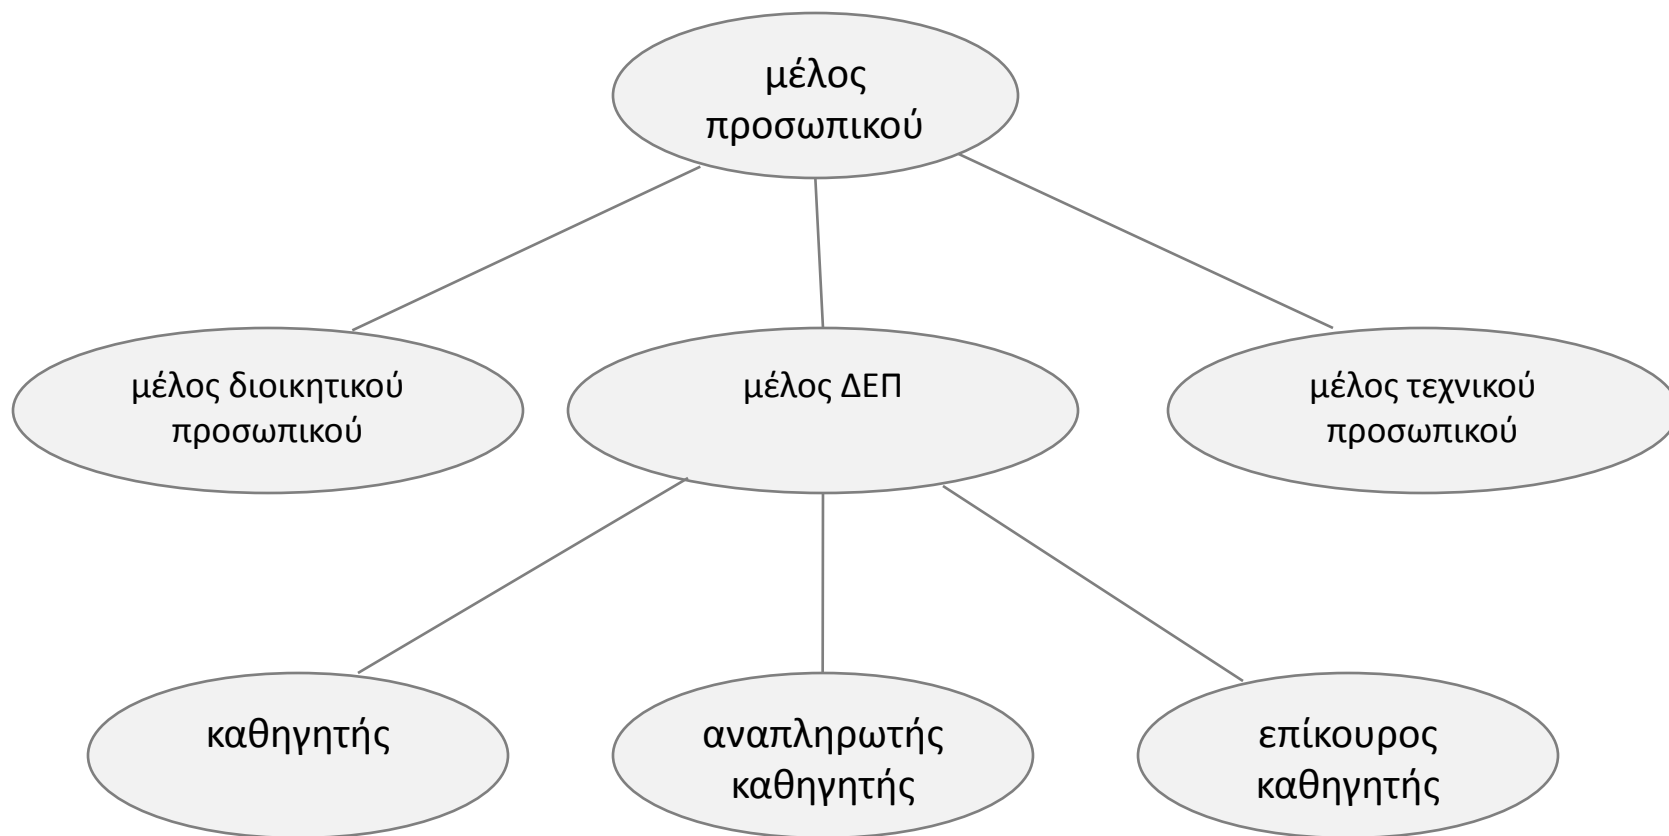 μέλος
προσωπικού
μέλος διοικητικού
προσωπικού
μέλος ΔΕΠ
μέλος τεχνικού
προσωπικού
καθηγητής
αναπληρωτής
καθηγητής
επίκουρος
καθηγητής